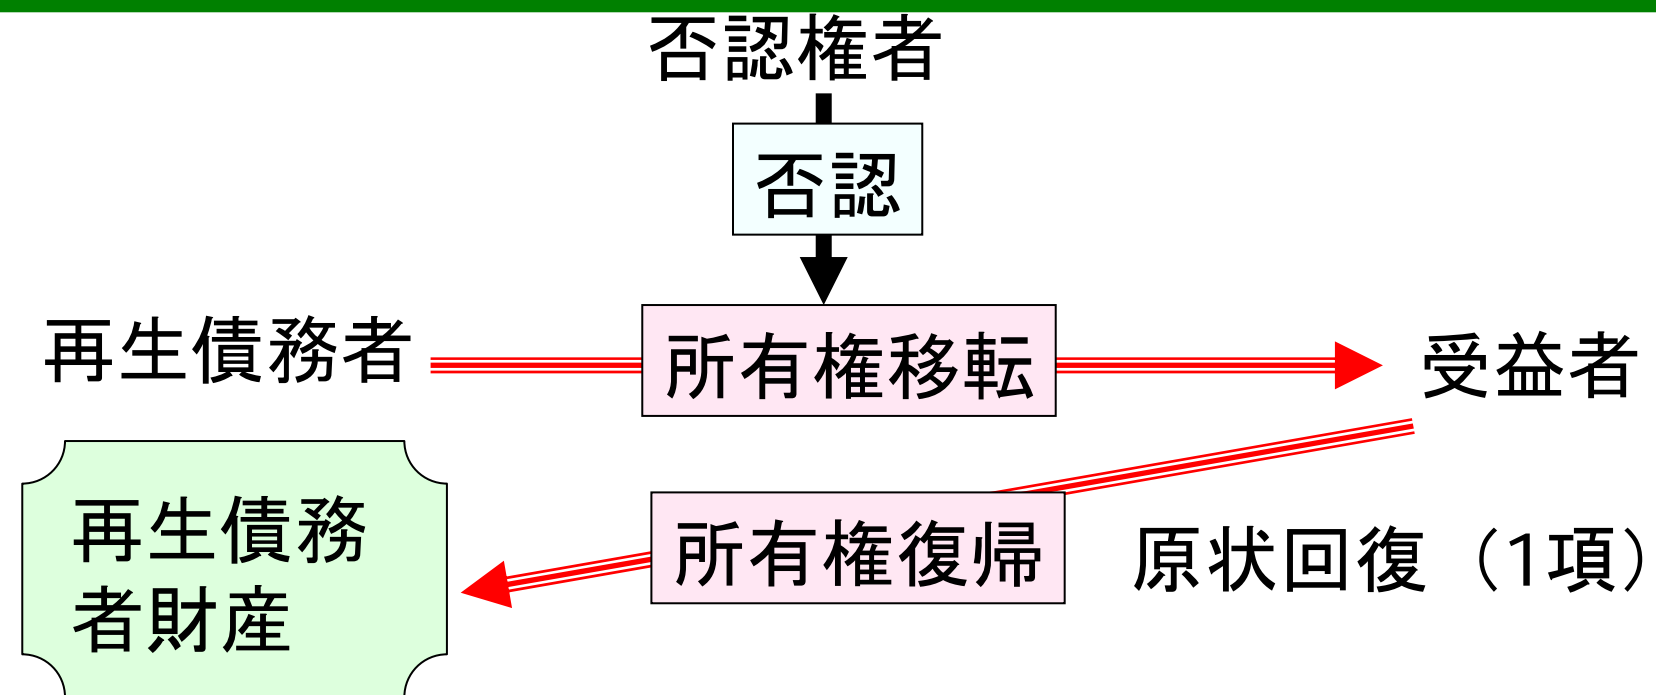 否認権者
否認
再生債務者
所有権移転
受益者
再生債務
者財産
所有権復帰
原状回復（1項）